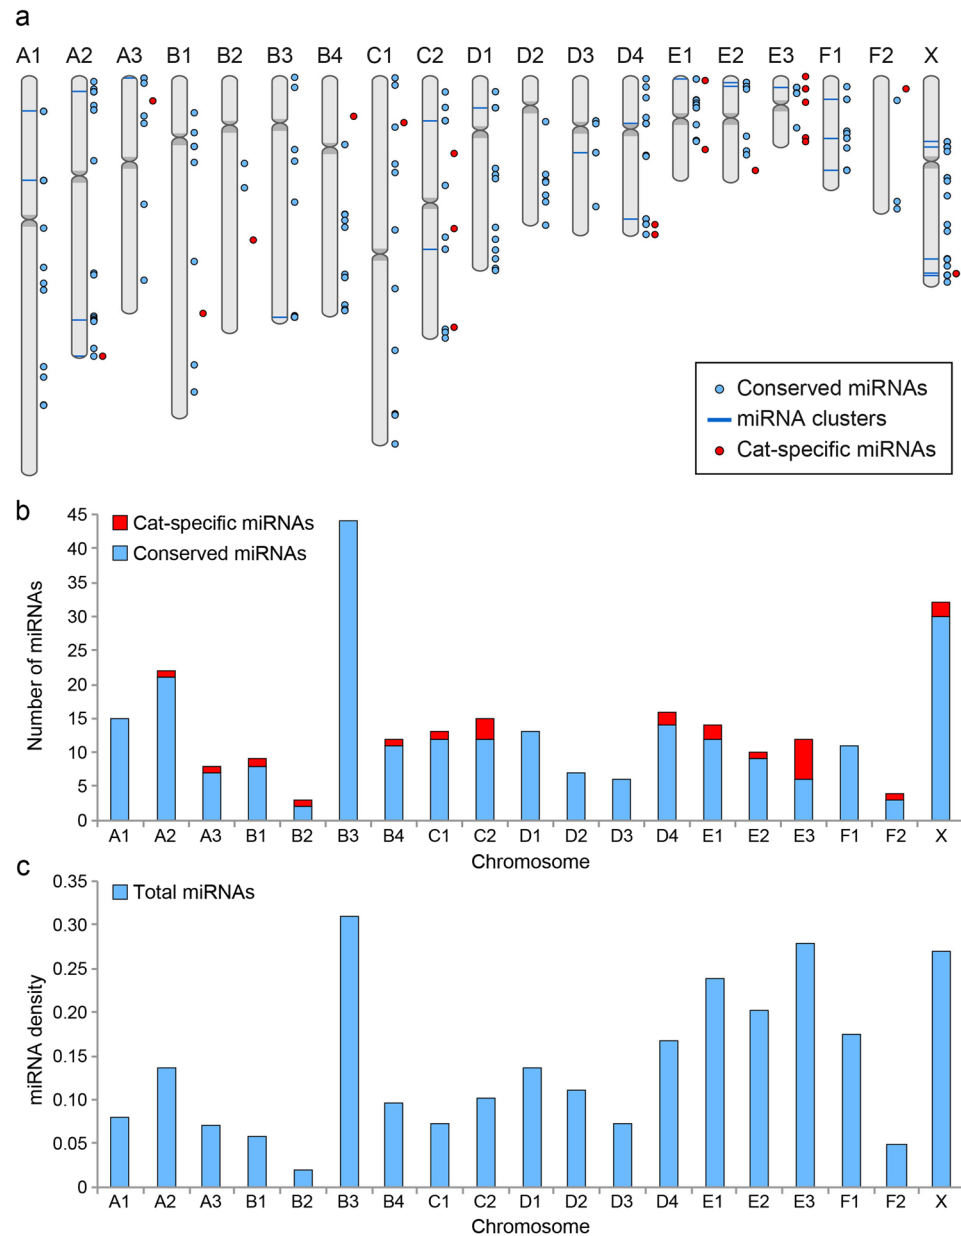 a
A1 A2 A3 B1 B2 B3 B4 C1 C2 D1 D2 D3 D4 E1 E2 E3 F1 F2 X
Conserved miRNAs
miRNA clusters
Cat-specific miRNAs
b
Cat-specific miRNAs
Conserved miRNAs
Number of miRNAs
45
40
35
30
25
20
15
10
5
0
A1 A2 A3 B1 B2 B3 B4 C1 C2 D1 D2 D3 D4 E1 E2 E3 F1 F2 X
Chromosome
c
Total miRNAs
miRNA density
0.35
0.30
0.25
0.20
0.15
0.10
0.05
0
A1 A2 A3 B1 B2 B3 B4 C1 C2 D1 D2 D3 D4 E1 E2 E3 F1 F2 X
Chromosome